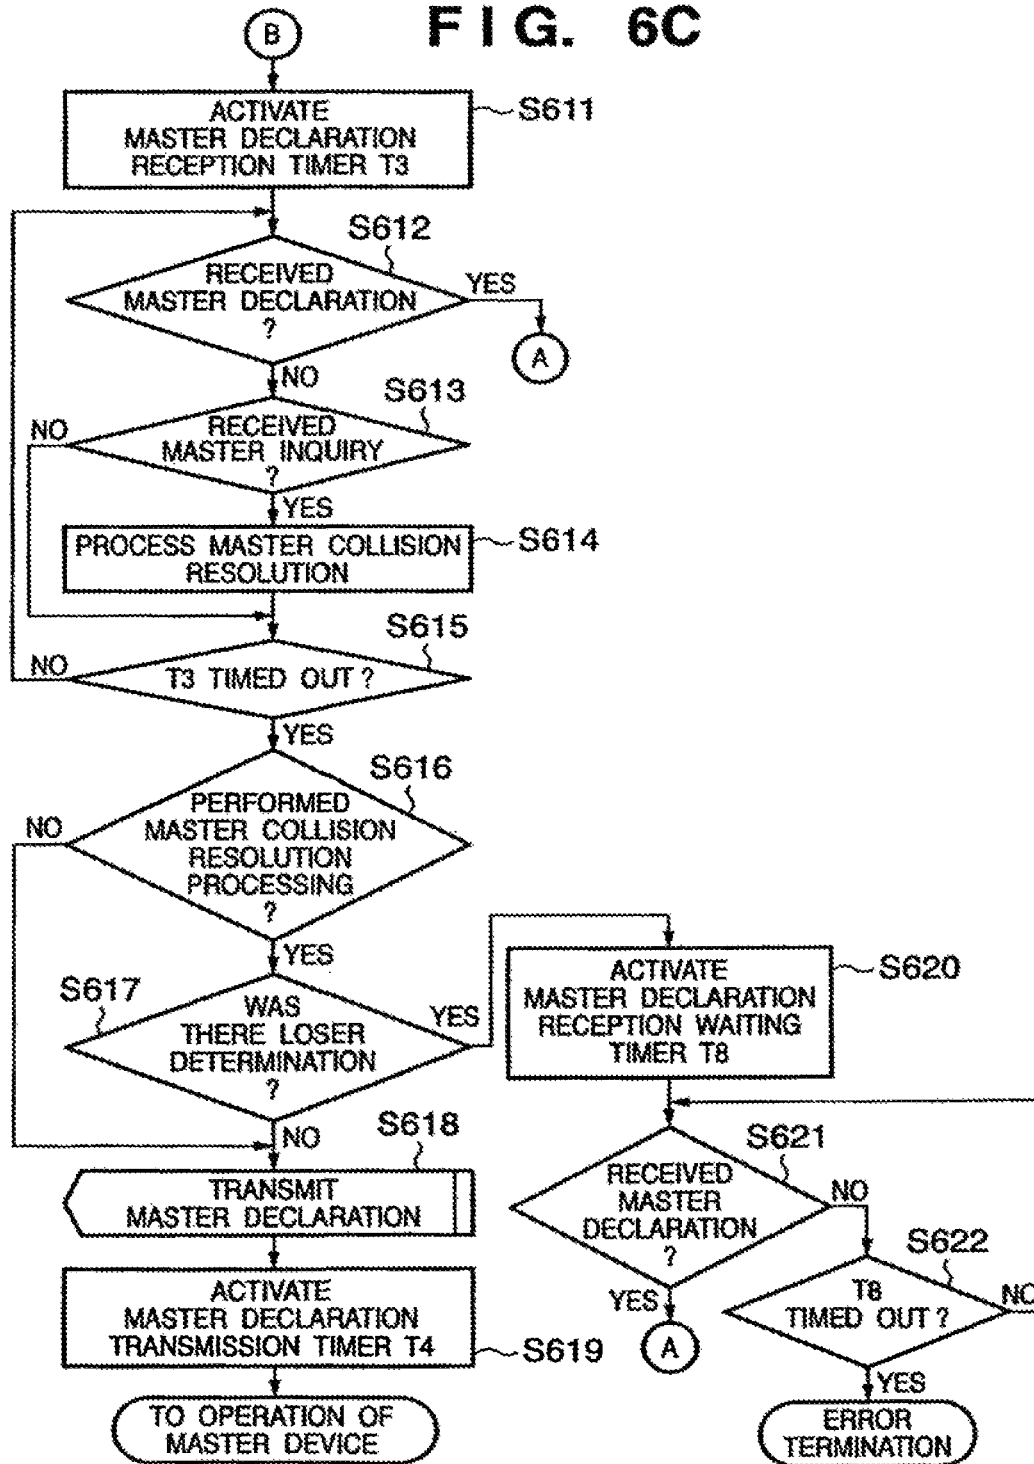 FIG. 6C
B
ACTIVATE
MASTER DECLARATION
RECEPTION TIMER T3
S611
S612
RECEIVED
MASTER DECLARATION
?
YES
A
NO
S613
RECEIVED
MASTER INQUIRY
?
NO
YES
PROCESS MASTER COLLISION
RESOLUTION
S614
S615
T3 TIMED OUT ?
NO
YES
S616
PERFORMED
MASTER COLLISION
RESOLUTION
PROCESSING
?
NO
YES
S617
WAS
THERE LOSER
DETERMINATION
?
YES
NO
S618
TRANSMIT
MASTER DECLARATION
ACTIVATE
MASTER DECLARATION
TRANSMISSION TIMER T4
S619
TO OPERATION OF
MASTER DEVICE
ACTIVATE
MASTER DECLARATION
RECEPTION WAITING
TIMER T8
S620
S621
RECEIVED
MASTER
DECLARATION
?
NO
YES
A
S622
T8
TIMED OUT ?
NO
YES
ERROR
TERMINATION